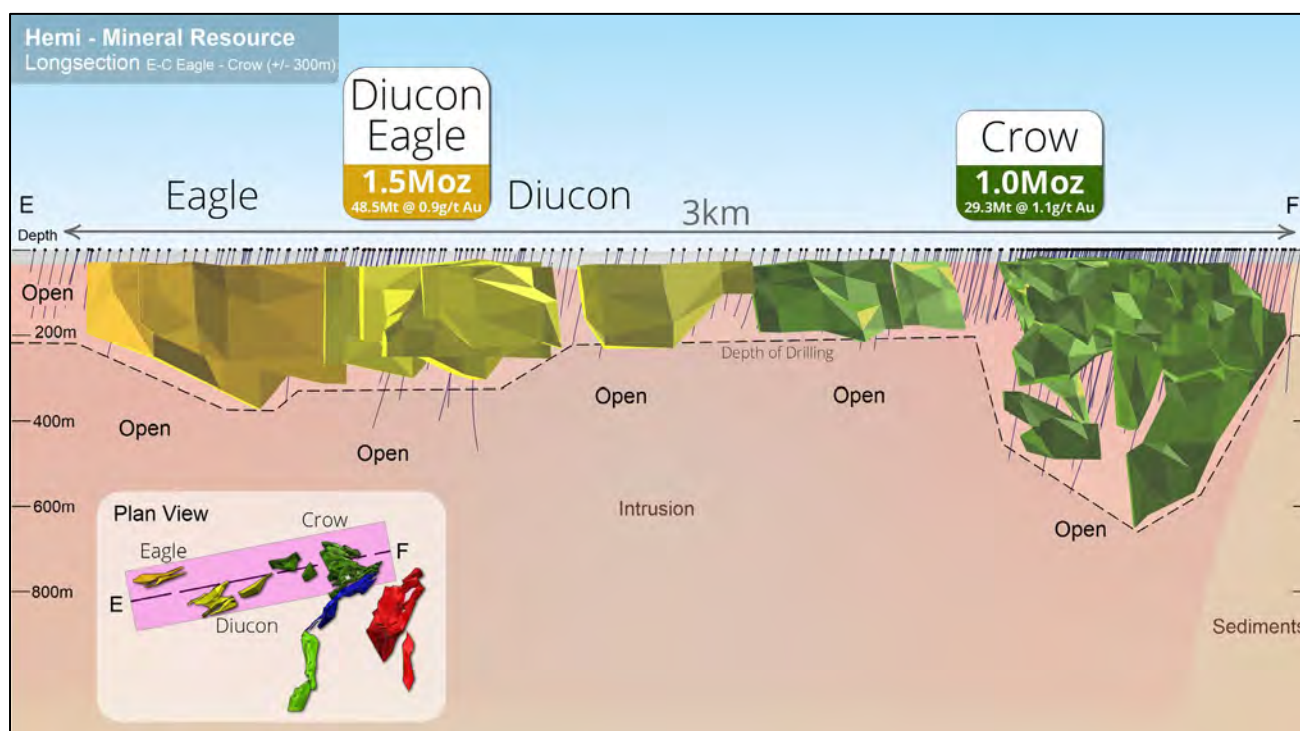 Hemi - Mineral Resource
Longsection E-C Eagle - Crow (+/- 300m)
Diucon
Eagle
1.5Moz
48.5Mt @ 0.9g/t Au
Crow
1.0Moz
29.3Mt @ 1.1g/t Au
Eagle
Diucon
E
3km
F
Depth
Open
200m
Depth of Drilling
Open
Open
400m
Open
Open
600m
Intrusion
Open
Plan View
Crow
Eagle
F
800m
E
Diucon
Sediments